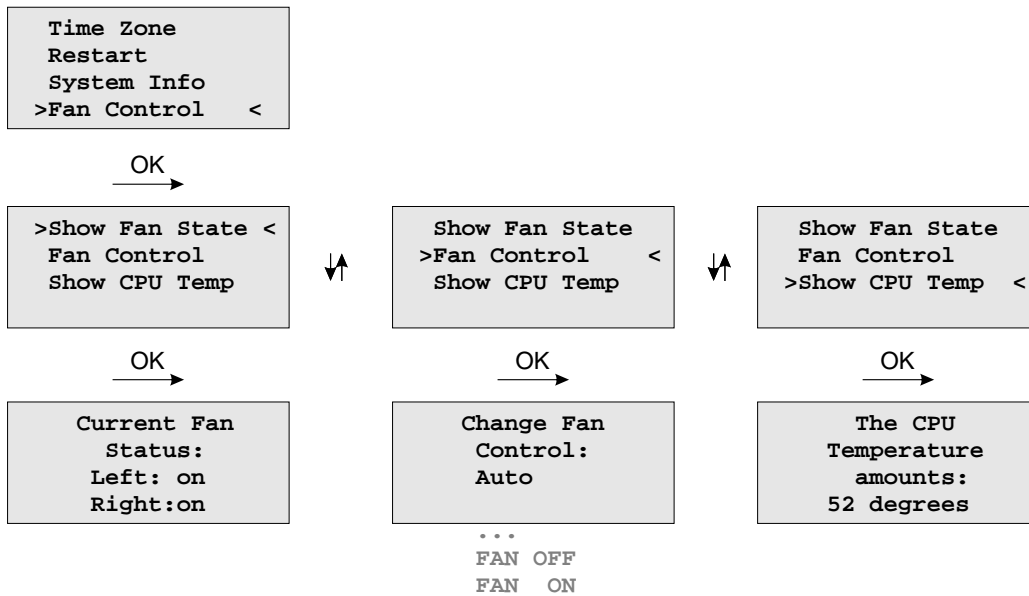 Time Zone
Restart
System Info
>Fan Control <
OK
>Show Fan State <
Fan Control
Show CPU Temp
Show Fan State
>Fan Control <
Show CPU Temp
Show Fan State
Fan Control
>Show CPU Temp <
OK
OK
OK
Current Fan
Status:
Left: on
Right:on
Change Fan
Control:
Auto
...
FAN OFF
FAN ON
The CPU
Temperature
amounts:
52 degrees